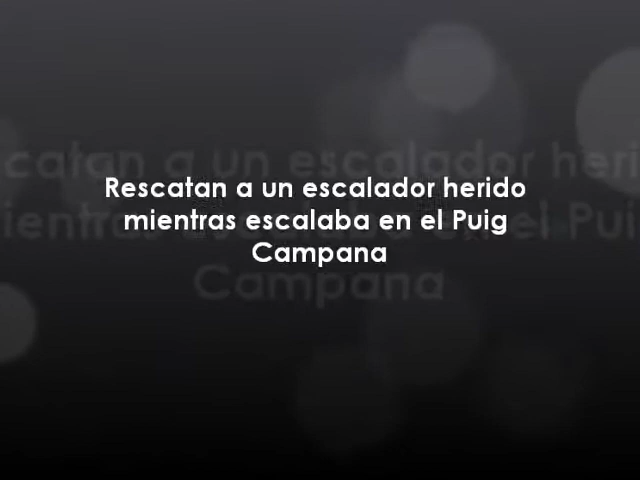 Rescatan a un escalador herido
mientras escalaba en el Puig
Campana